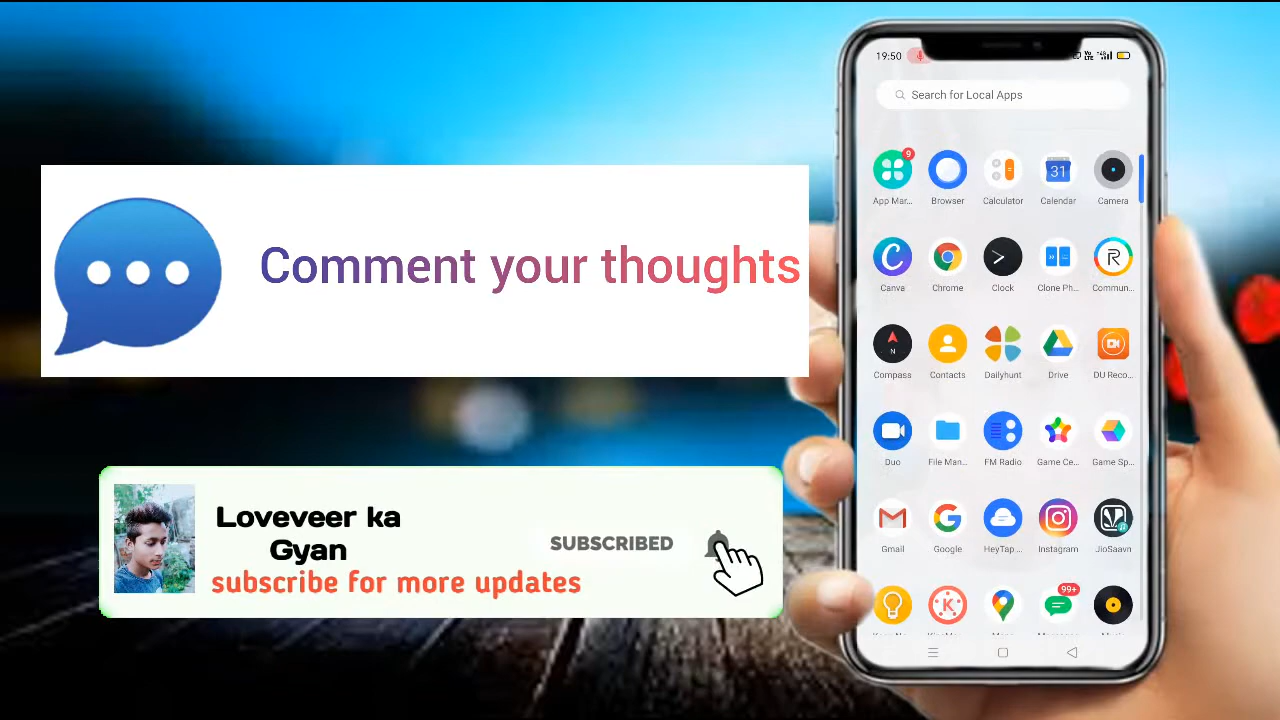 Comment your thoughts
Loveveer ka
Gyan
subscribe for more updates
SUBSCRIBED
19:50
Search for Local Apps
9
App Mar...
Browser
Calculator
31
Calendar
Camera
Canva
Chrome
Clock
Clone Ph...
R
Commun...
N
Compass
Contacts
Dailyhunt
Drive
DU Reco...
Duo
File Man...
FM Radio
Game Ce...
Game Sp...
Gmail
Google
HeyTap ...
Instagram
JioSaavn
K
99+